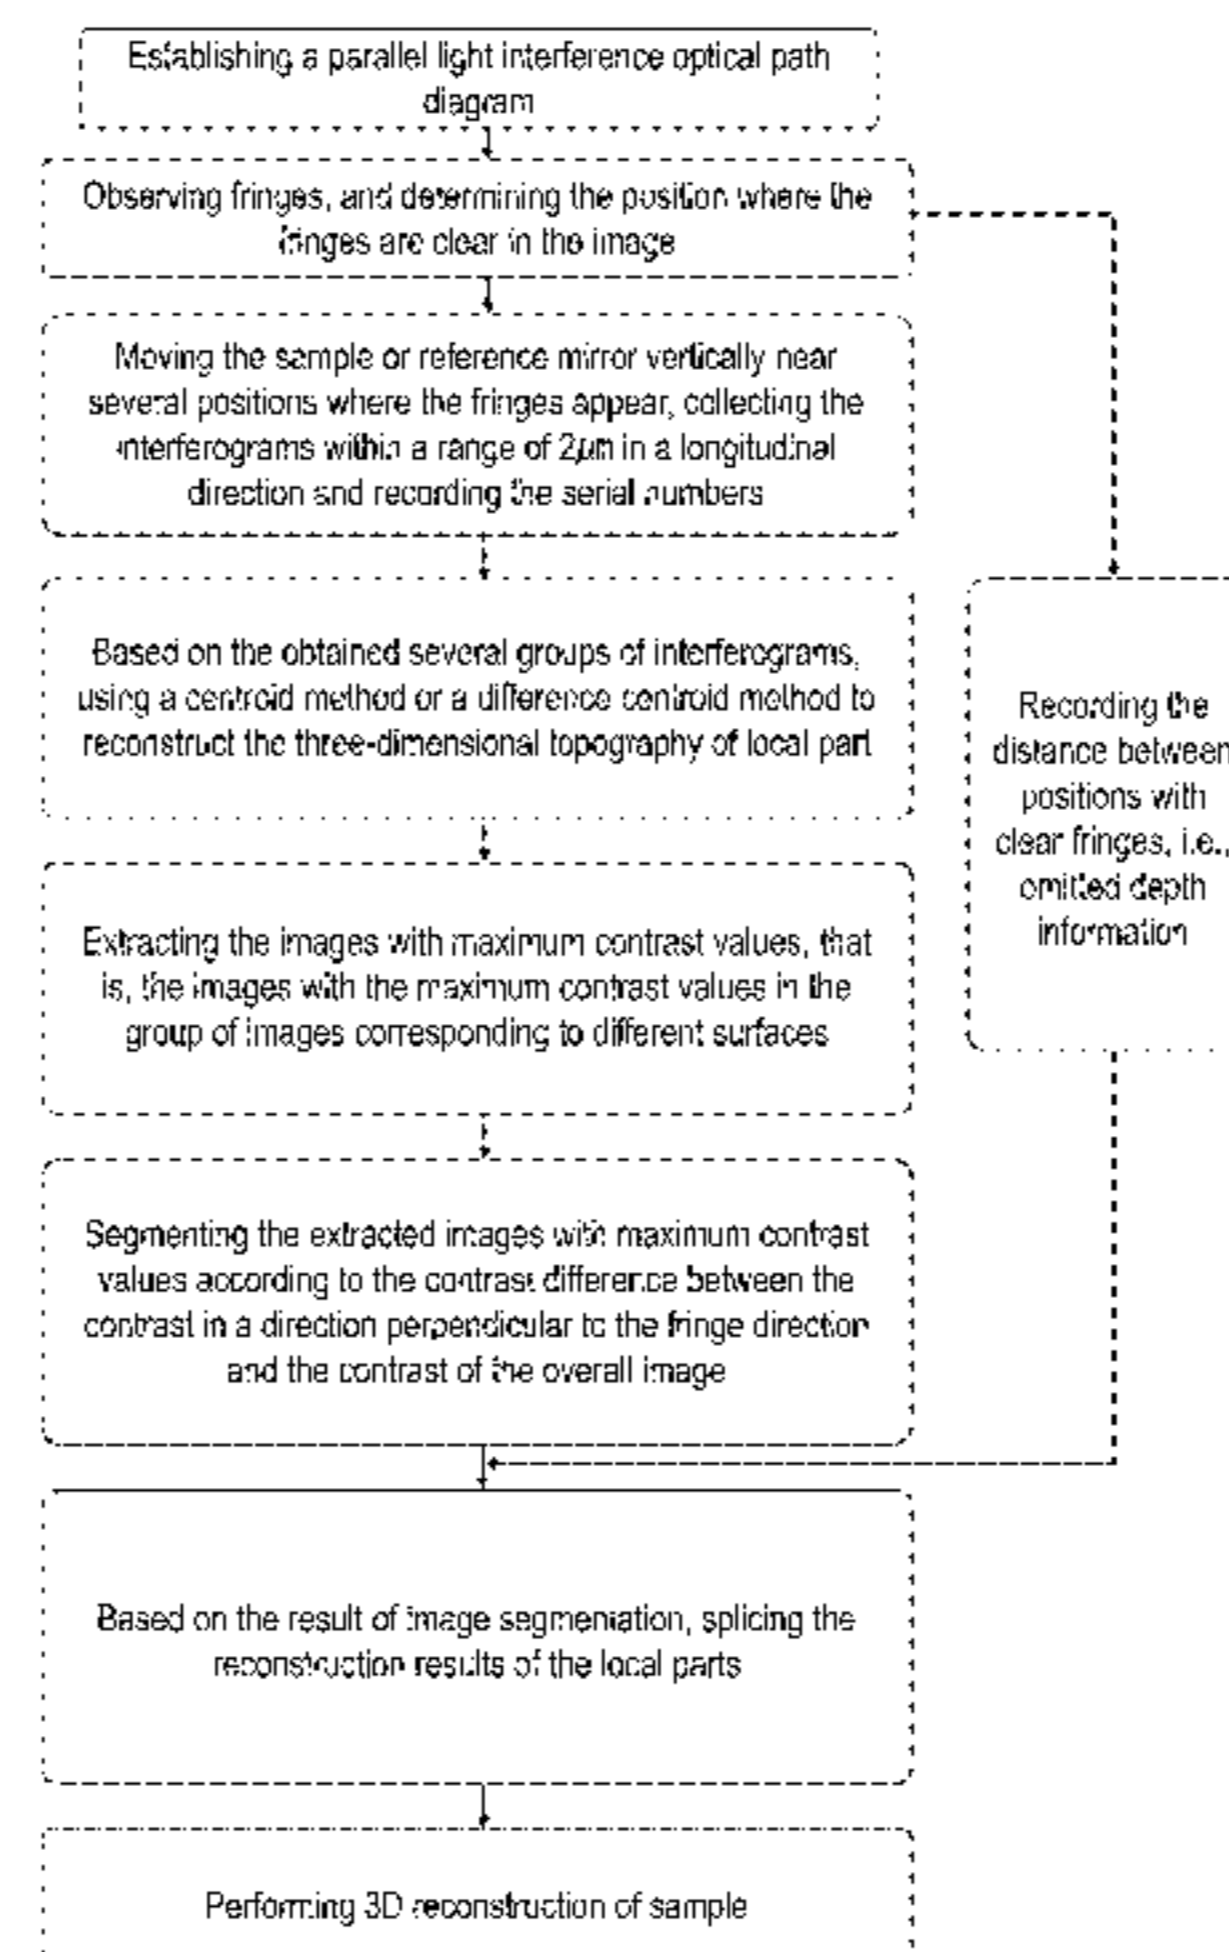 Establishing a parallel light interference optical path
diagram
Observing fringes, and determining the position where the
fringes are clear in the image
Moving the sample or reference mirror vertically near
several positions where the fringes appear, collecting the
interferograms within a range of 2μm in a longitudinal
direction and recording the serial numbers
Based on the obtained several groups of interferograms,
using a centroid method or a difference centroid method to
reconstruct the three-dimensional topography of local part
Recording the
distance between
positions with
clear fringes, i.e.,
omitted depth
information
Extracting the images with maximum contrast values, that
is, the images with the maximum contrast values in the
group of images corresponding to different surfaces
Segmenting the extracted images with maximum contrast
values according to the contrast difference between the
contrast in a direction perpendicular to the fringe direction
and the contrast of the overall image
Based on the result of image segmentation, splicing the
reconstruction results of the local parts
Performing 3D reconstruction of sample